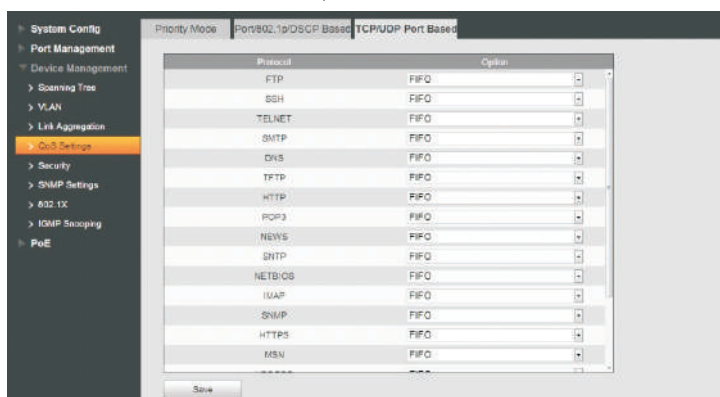 System Config
Port Management
Device Management
> Spanning Tree
> VLAN
> Link Aggregation
> QoS Settings
> Security
> SNMP Settings
> 802.1X
> IGMP Snooping
PoE
Priority Mode Port/802.1p/DSCP Based TCP/UDP Port Based
Protocol Option
FTP FIFO
SSH FIFO
TELNET FIFO
SMTP FIFO
DNS FIFO
TFTP FIFO
HTTP FIFO
POP3 FIFO
NEWS FIFO
SNTP FIFO
NETBIOS FIFO
IMAP FIFO
SNMP FIFO
HTTPS FIFO
MSN FIFO
Save